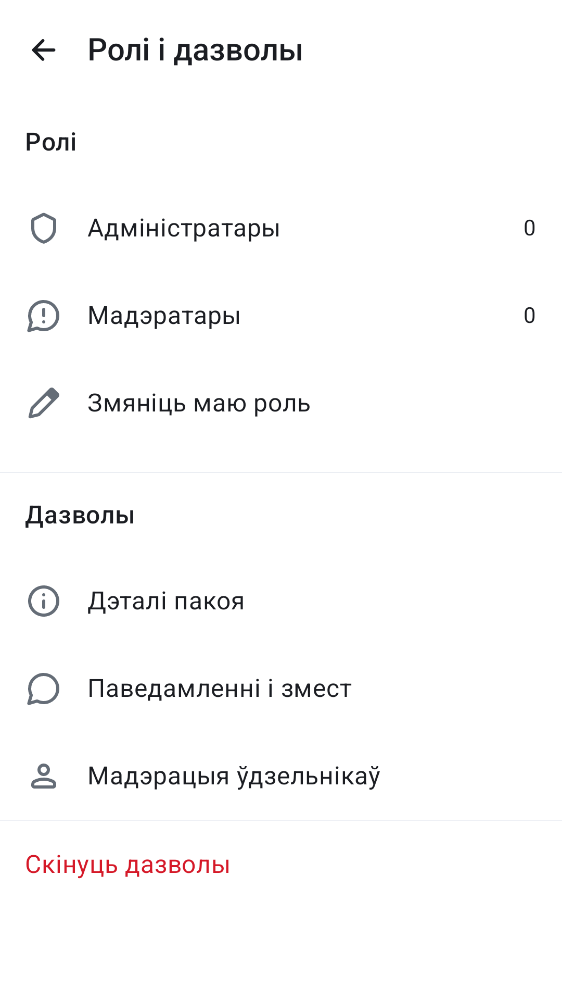 Ролі і дазволы
Ролі
Адміністратары 0
Мадэратары 0
Змяніць маю роль
Дазволы
Дэталі пакоя
Паведамленні і змест
Мадэрацыя ўдзельнікаў
Скінуць дазволы